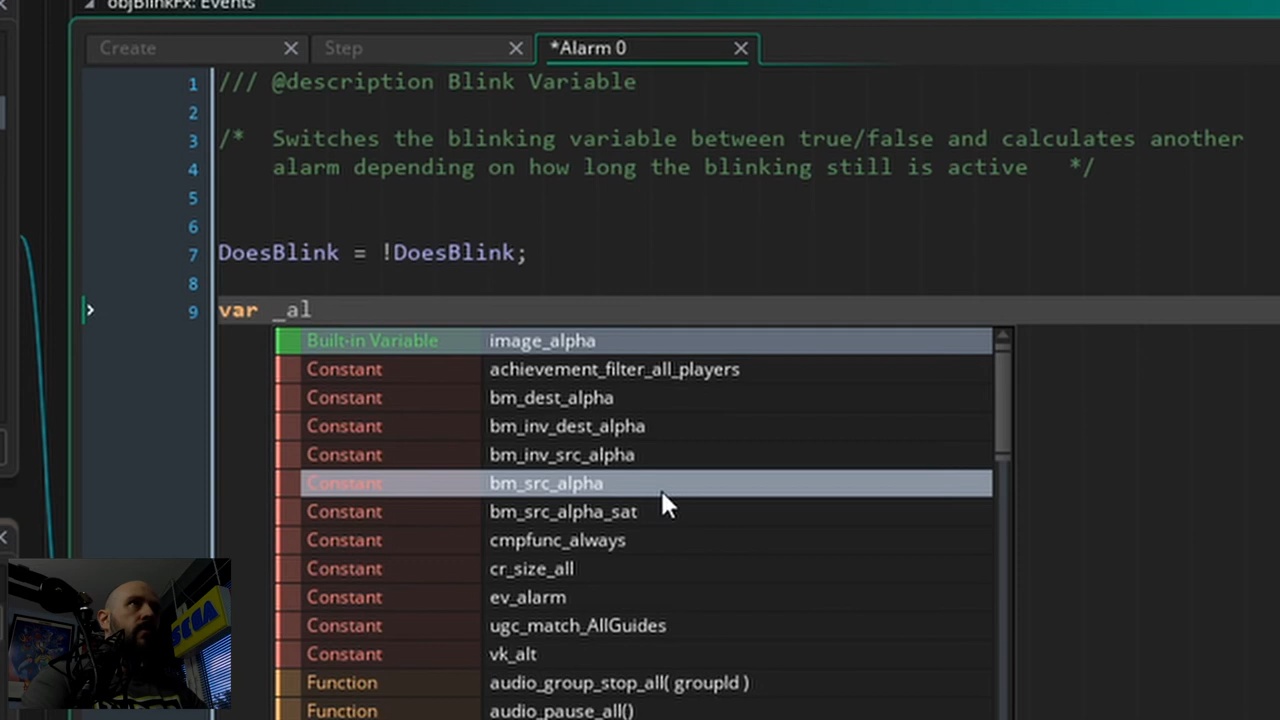 objBlinkFx: Events
Create
Step
*Alarm 0
1 /// @description Blink Variable
2
3 /* Switches the blinking variable between true/false and calculates another
4 alarm depending on how long the blinking still is active */
5
6
7 DoesBlink = !DoesBlink;
8
9 var _al
Built-in Variable image_alpha
Constant achievement_filter_all_players
Constant bm_dest_alpha
Constant bm_inv_dest_alpha
Constant bm_inv_src_alpha
Constant bm_src_alpha
Constant bm_src_alpha_sat
Constant cmpfunc_always
Constant cr_size_all
Constant ev_alarm
Constant ugc_match_AllGuides
Constant vk_alt
Function audio_group_stop_all( groupId )
Function audio_pause_all()
SEGA